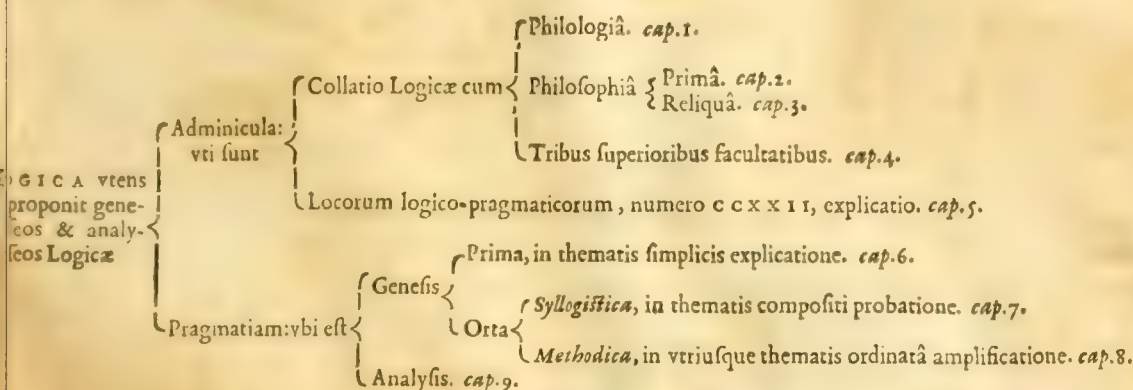 LOGICA vtens
proponit gene-
seos & analy-
ſeos Logicæ
Adminicula:
vti ſunt
Collatio Logicæ cum
Philologiâ. cap.1.
Philoſophiâ
Primâ. cap.2.
Reliquâ. cap.3.
Tribus ſuperioribus facultatibus. cap.4.
Locorum logico-pragmaticorum, numero CCXXII, explicatio. cap.5.
Pragmatiam: vbi eſt
Geneſis
Prima, in thematis ſimplicis explicatione. cap.6.
Orta
Syllogiſtica, in thematis compoſiti probatione. cap.7.
Methodica, in vtriuſque thematis ordinatâ amplificatione. cap.8.
Analyſis. cap.9.